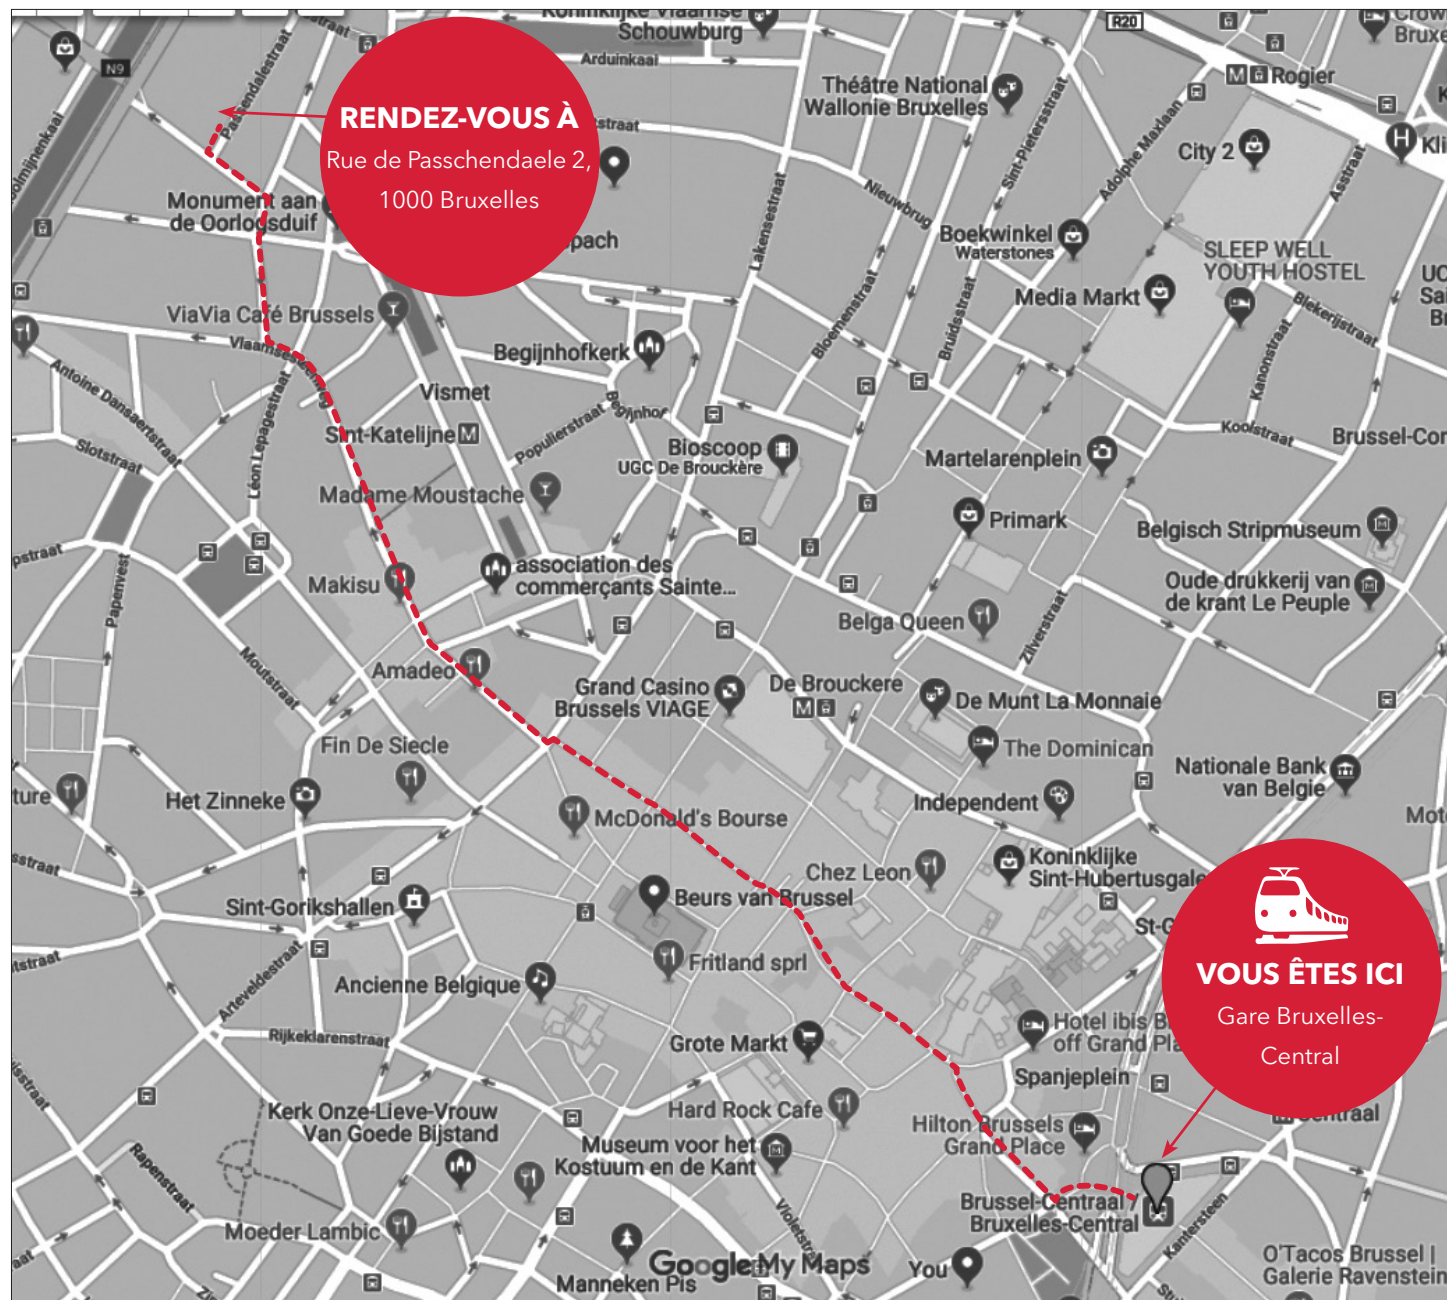 Koninklijke Vlaamse
Schouwburg
R20
Arduinkaai
N9
Passendalestraat
Théâtre National
Wallonie Bruxelles
Rogier
City 2
RENDEZ-VOUS À
Rue de Passchendaele 2,
1000 Bruxelles
Sint-Pietersstraat
Adolphe Maxlaan
Asstraat
Nieuwbrug
Lakensestraat
Monument aan
de Oorlogsduif
Boekwinkel
Waterstones
SLEEP WELL
YOUTH HOSTEL
Media Markt
ViaVia Café Brussels
Vlaamsesteenweg
Begijnhofkerk
Bloemenstraat
Bruidsstraat
Blekerijstraat
Kanonstraat
Antoine Dansaertstraat
Vismet
Begijnhof
Populierstraat
Koolstraat
Slotstraat
Léon Lepagestraat
Sint-Katelijne
Bioscoop
UGC De Brouckère
Martelarenplein
Madame Moustache
Primark
Belgisch Stripmuseum
association des
commerçants Sainte...
Makisu
Papenvest
Oude drukkerij van
de krant Le Peuple
Belga Queen
Zilverstraat
Moutstraat
Amadeo
Grand Casino
Brussels VIAGE
De Brouckere
De Munt La Monnaie
The Dominican
Fin De Siecle
Nationale Bank
van Belgie
Het Zinneke
Independent
McDonald's Bourse
Chez Leon
Koninklijke
Sint-Hubertusgale
Beurs van Brussel
Sint-Gorikshallen
Fritland sprl
Ancienne Belgique
Arteveldestraat
VOUS ÊTES ICI
Gare Bruxelles-
Central
Rijkeklarenstraat
Grote Markt
Hotel ibis B
off Grand Pla
Spanjeplein
Hard Rock Cafe
Kerk Onze-Lieve-Vrouw
Van Goede Bijstand
Hilton Brussels
Grand Place
Museum voor het
Kostuum en de Kant
Rapenstraat
Brussel-Centraal /
Bruxelles-Central
Moeder Lambic
Violetstr
Kantersteen
Manneken Pis
Google My Maps
You
O'Tacos Brussel |
Galerie Ravenstein